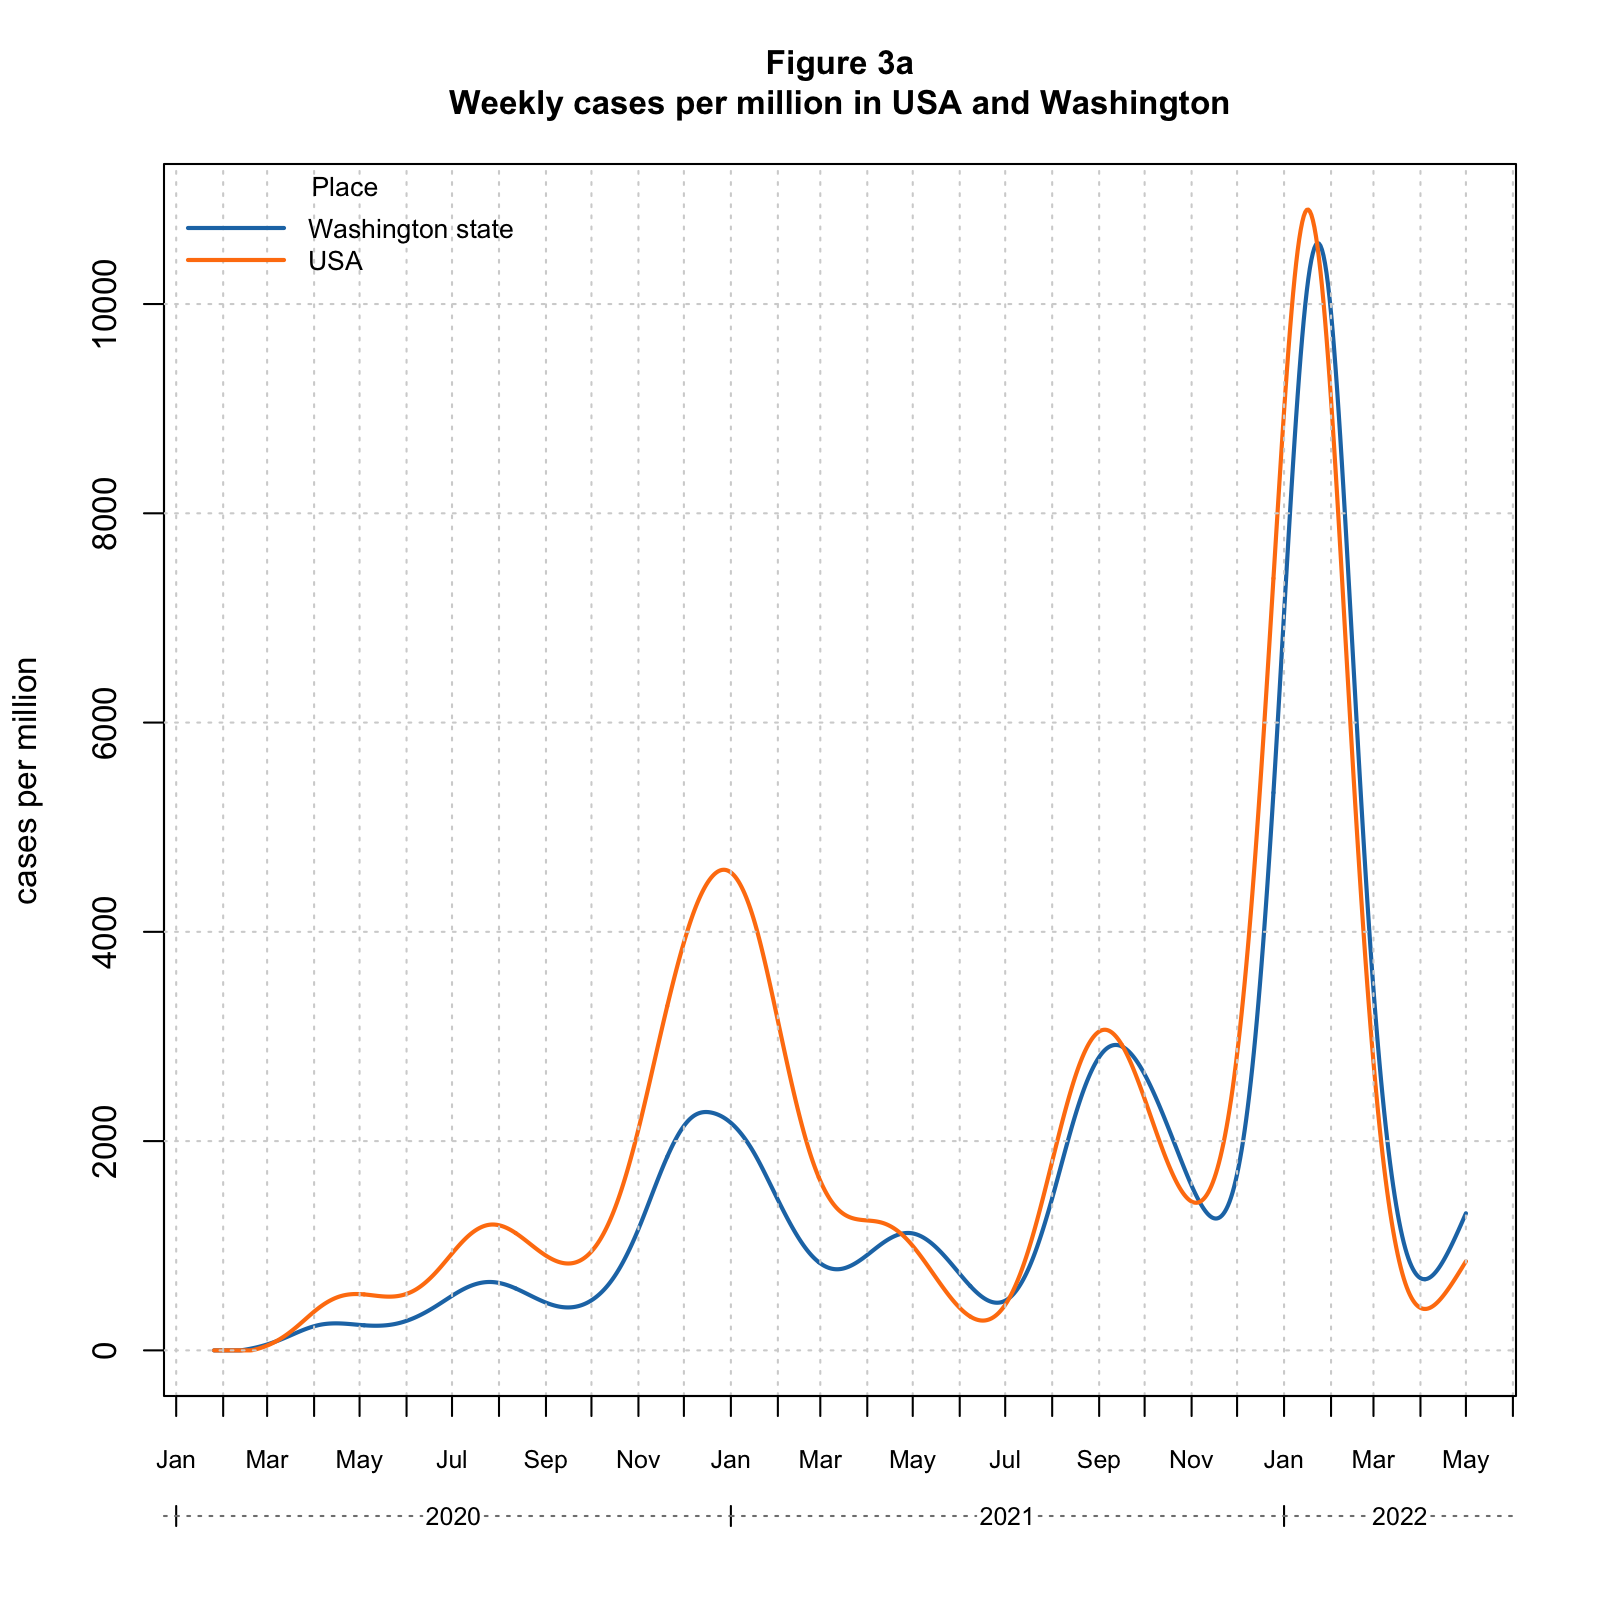 Figure 3a
Weekly cases per million in USA and Washington
Place
Washington state
USA
cases per million
10000
8000
6000
4000
2000
0
Jan Mar May Jul Sep Nov Jan Mar May Jul Sep Nov Jan Mar May
2020 2021 2022